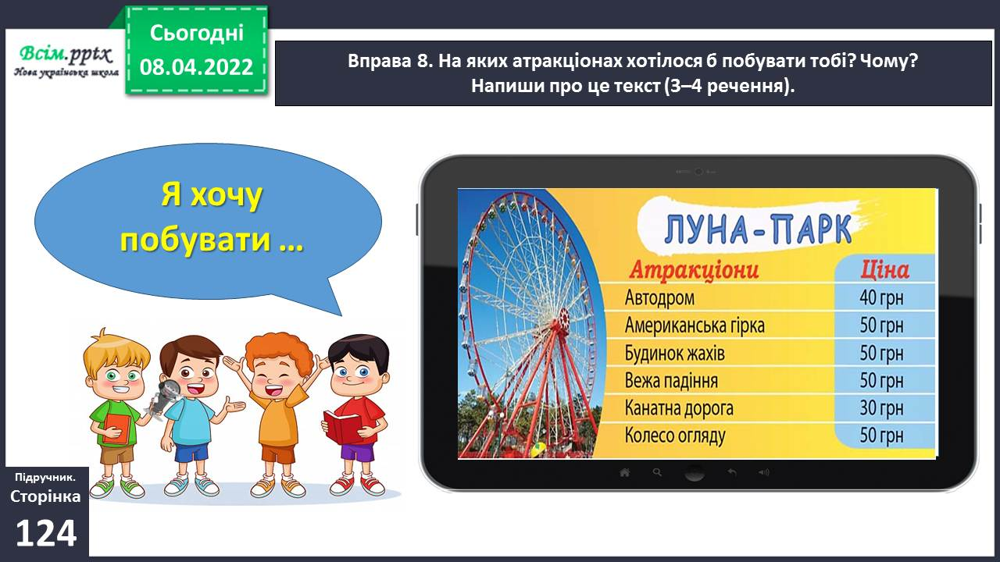 Сьогодні
08.04.2022
Всім.pptx
Нова українська школа
Вправа 8. На яких атракціонах хотілося б побувати тобі? Чому?
Напиши про це текст (3–4 речення).
Я хочу
побувати ...
ЛУНА-ПАРК
Атракціони Ціна
Автодром 40 грн
Американська гірка 50 грн
Будинок жахів 50 грн
Вежа падіння 50 грн
Канатна дорога 30 грн
Колесо огляду 50 грн
Підручник.
Сторінка
124